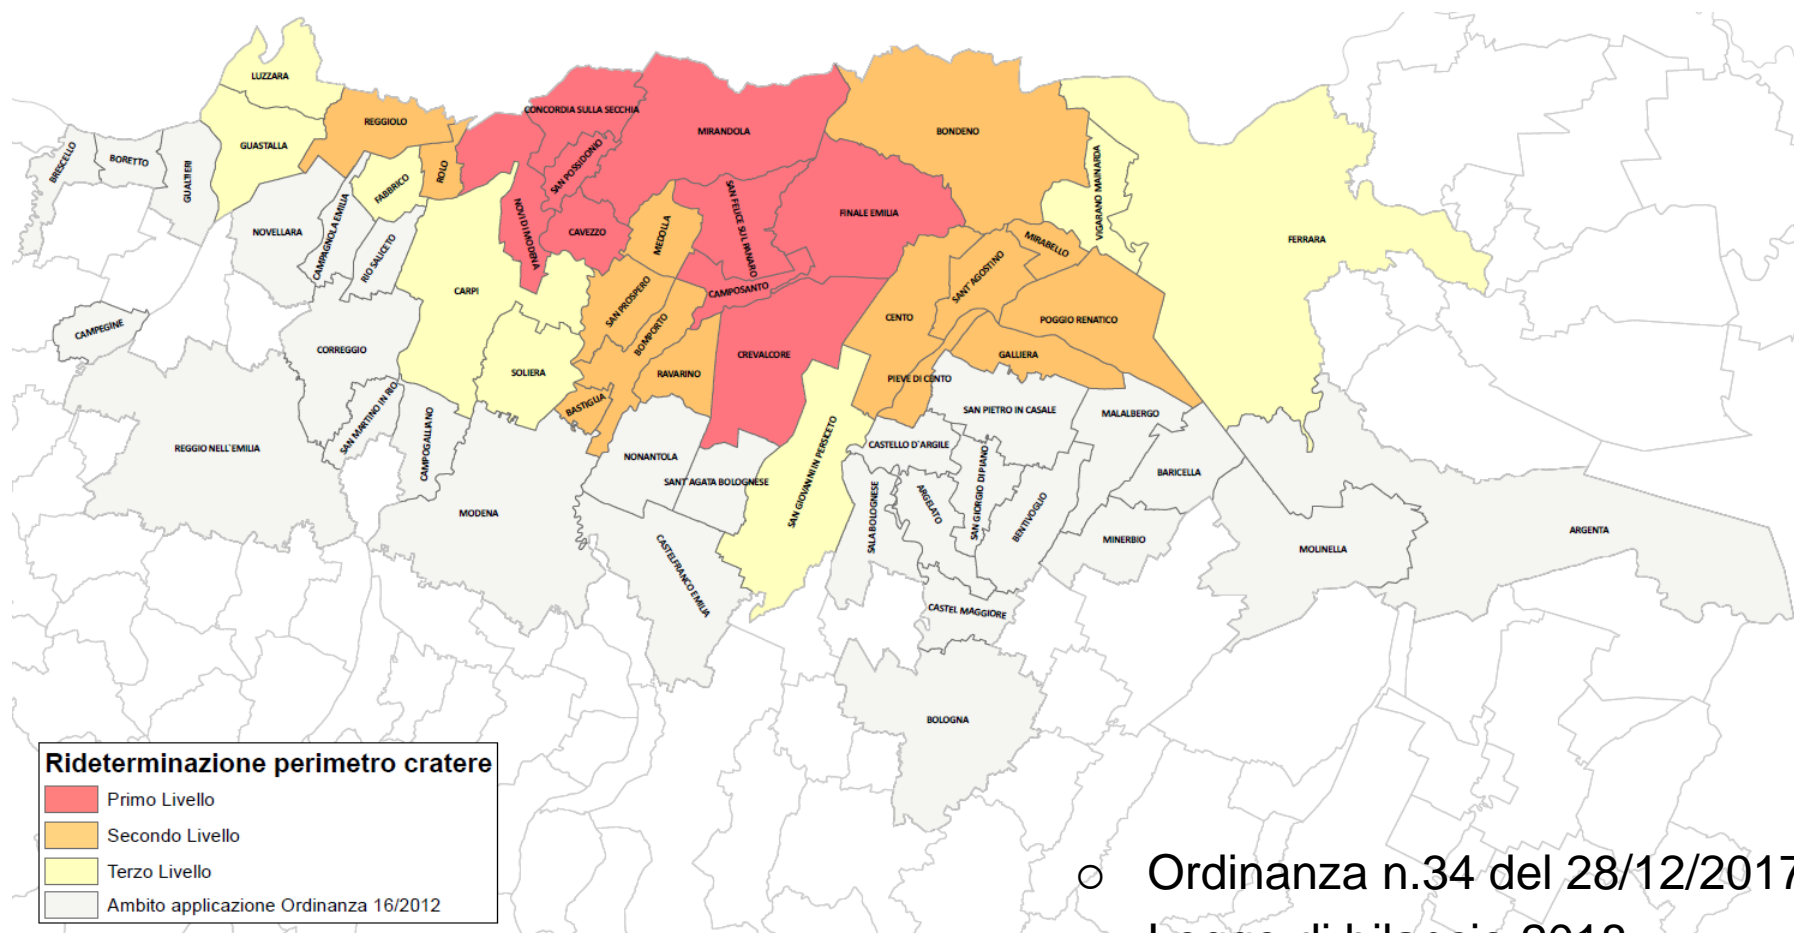 LUZZARA
CONCORDIA SULLA SECCHIA
REGGIOLO
MIRANDOLA
BONDENO
GUASTALLA
BRESCELLO
BORETTO
GUALTIERI
ROLO
SAN POSSIDONIO
FABBRICO
VIGARANO MAINARDA
NOVELLARA
CAMPAGNOLA EMILIA
RIO SALICETO
NOVI DI MODENA
CAVEZZO
MEDOLLA
SAN FELICE SUL PANARO
FINALE EMILIA
MIRABELLO
FERRARA
CARPI
SAN PROSPERO
CAMPOSANTO
SANT'AGOSTINO
CAMPEGINE
CENTO
POGGIO RENATICO
CORREGGIO
BOMPORTO
CREVALCORE
GALLIERA
SOLIERA
RAVARINO
PIEVE DI CENTO
BASTIGLIA
SAN MARTINO IN RIO
CAMPOGALLIANO
SAN PIETRO IN CASALE
MALALBERGO
REGGIO NELL'EMILIA
NONANTOLA
SANT'AGATA BOLOGNESE
SAN GIOVANNI IN PERSICETO
CASTELLO D'ARGILE
BARICELLA
MODENA
SALA BOLOGNESE
ARGELATO
SAN GIORGIO DI PIANO
BENTIVOGLIO
MINERBIO
MOLINELLA
ARGENTA
CASTELFRANCO EMILIA
CASTEL MAGGIORE
BOLOGNA
Rideterminazione perimetro cratere
Primo Livello
Secondo Livello
Terzo Livello
Ambito applicazione Ordinanza 16/2012
o Ordinanza n.34 del 28/12/2017
Legge di bilancio 2018